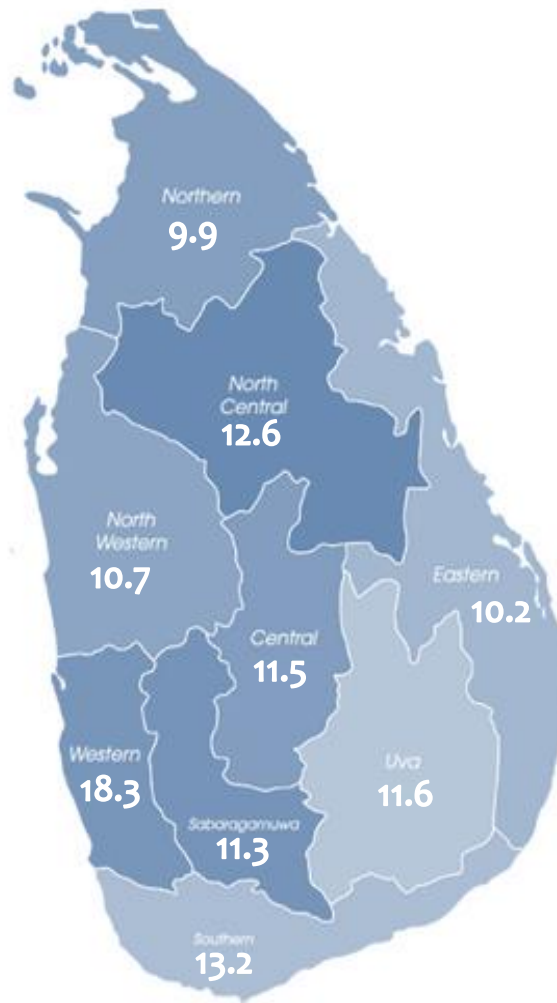 Northern
9.9
North
Central
12.6
North
Western
10.7
Eastern
10.2
Central
11.5
Western
18.3
Uva
11.6
Sabaragamuwa
11.3
Southern
13.2